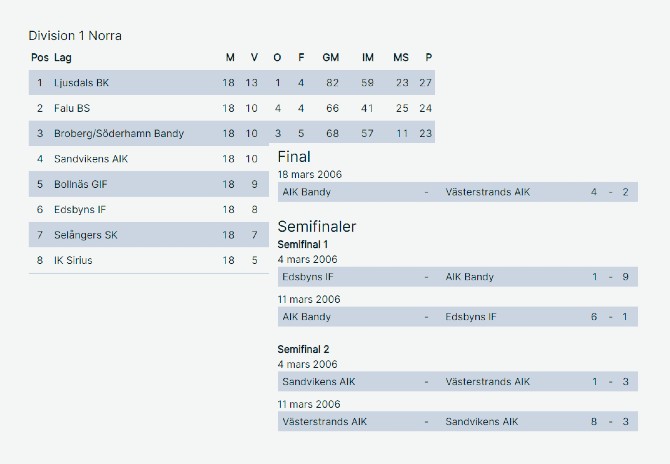 Division 1 Norra
Pos Lag M V O F GM IM MS P
1 Ljusdals BK 18 13 1 4 82 59 23 27
2 Falu BS 18 10 4 4 66 41 25 24
3 Broberg/Söderhamn Bandy 18 10 3 5 68 57 11 23
4 Sandvikens AIK 18 10
5 Bollnäs GIF 18 9
6 Edsbyns IF 18 8
7 Selångers SK 18 7
8 IK Sirius 18 5
Final
18 mars 2006
AIK Bandy - Västerstrands AIK 4 - 2
Semifinaler
Semifinal 1
4 mars 2006
Edsbyns IF - AIK Bandy 1 - 9
11 mars 2006
AIK Bandy - Edsbyns IF 6 - 1
Semifinal 2
4 mars 2006
Sandvikens AIK - Västerstrands AIK 1 - 3
11 mars 2006
Västerstrands AIK - Sandvikens AIK 8 - 3